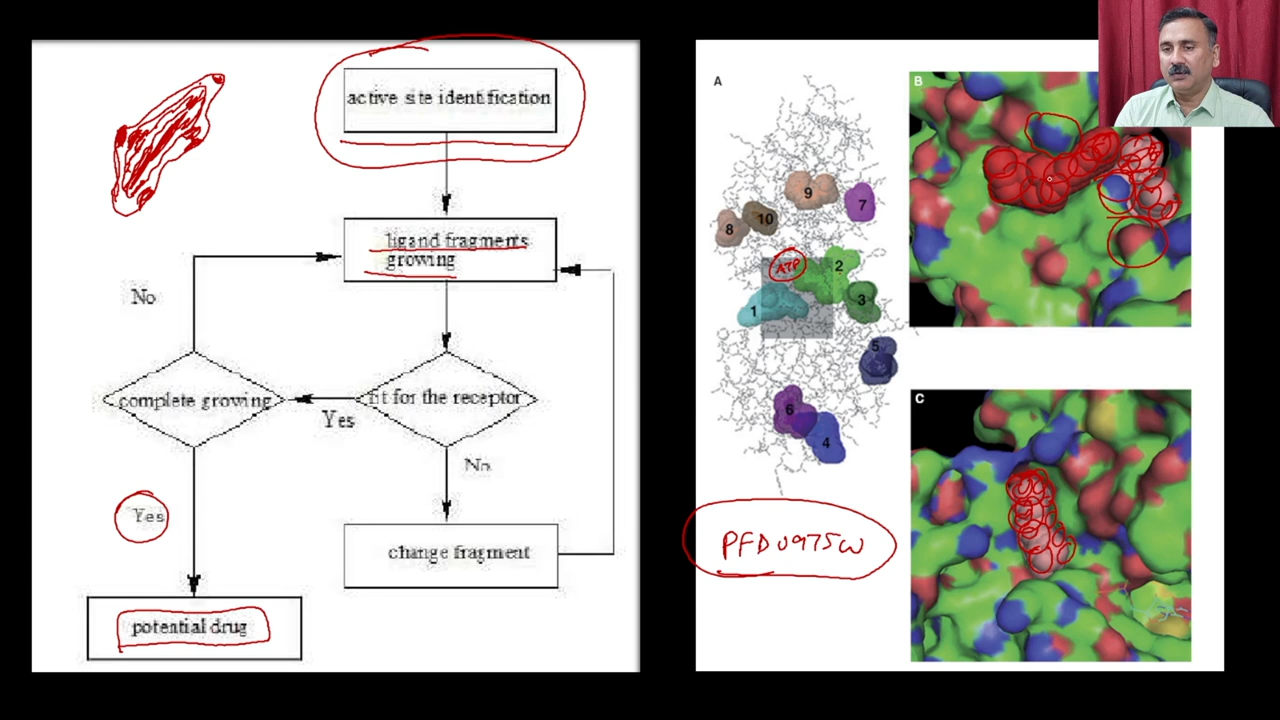 active site identification
ligand fragments
growing
No
complete growing
Yes
fit for the receptor
No
Yes
change fragment
potential drug
A
9
7
10
8
ATP
2
1
3
5
6
4
PFD0975w
B
C